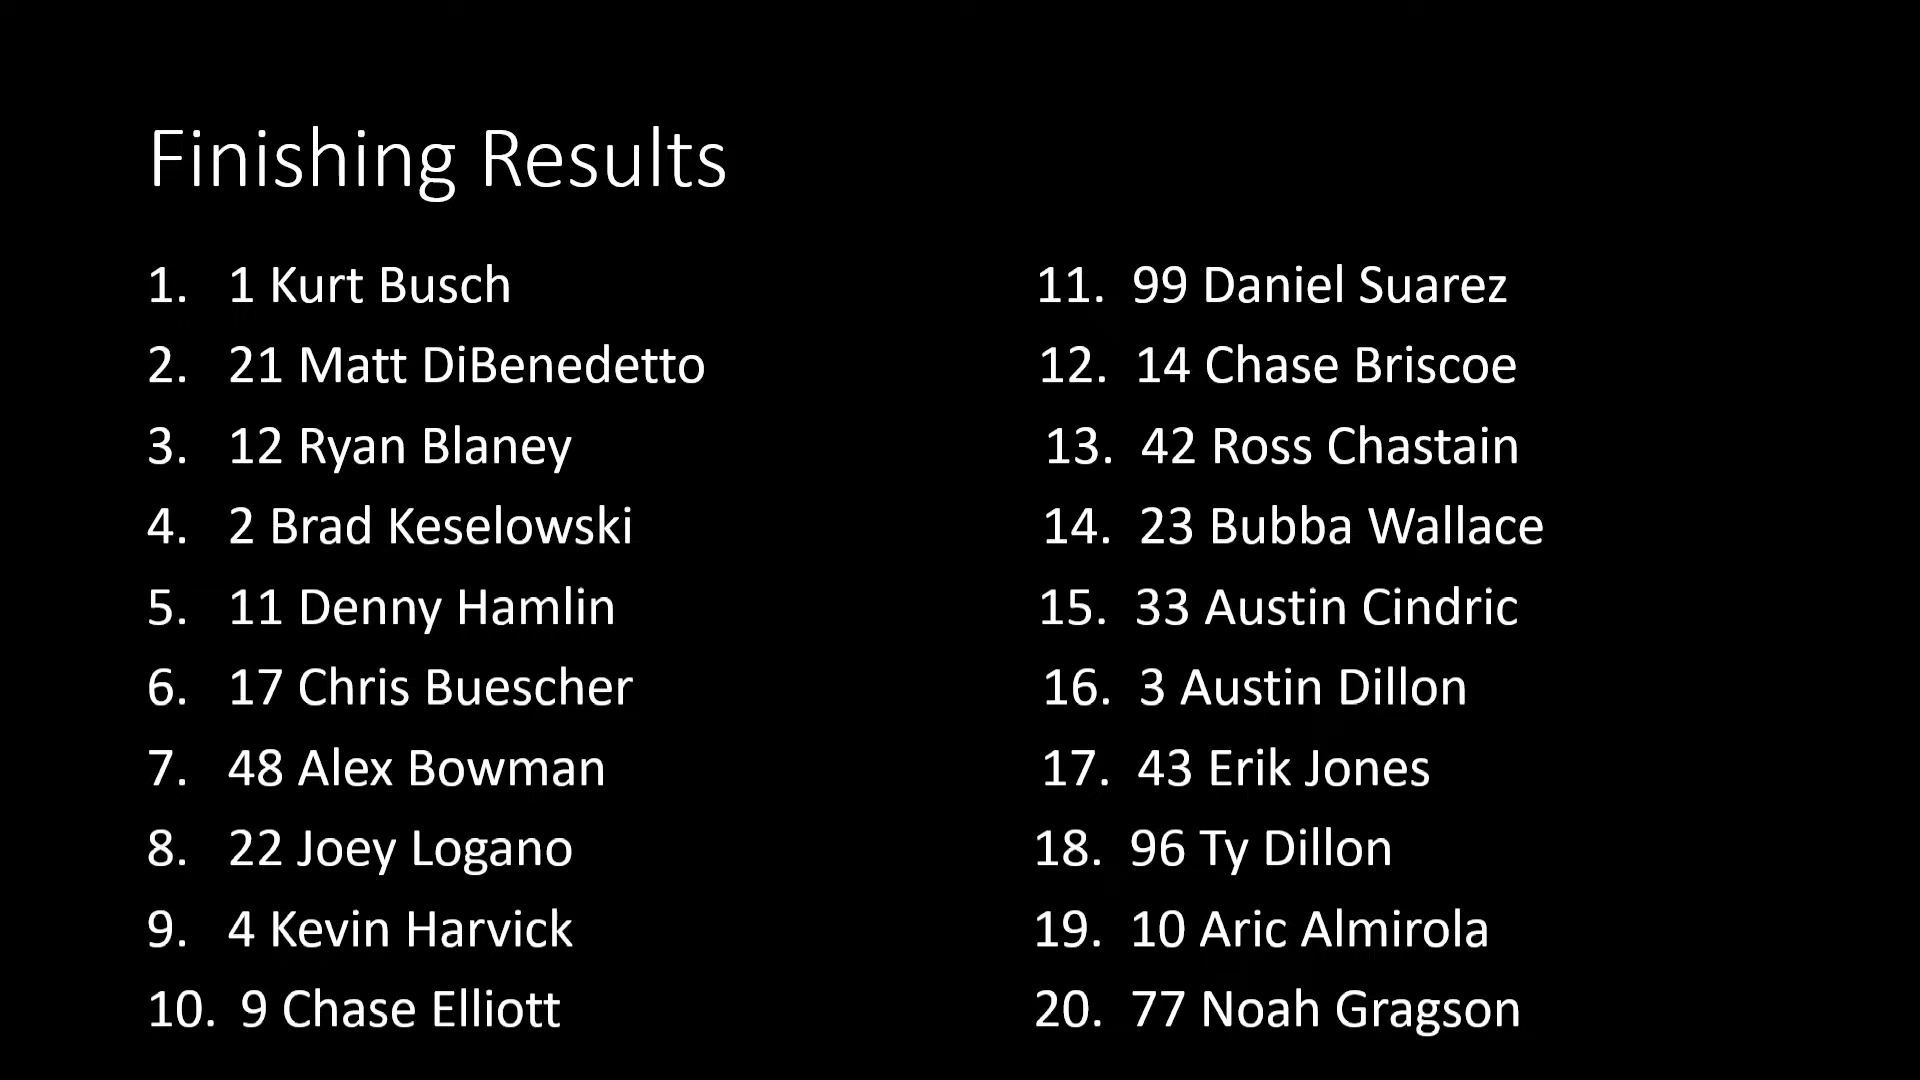 Finishing Results
1. 1 Kurt Busch
2. 21 Matt DiBenedetto
3. 12 Ryan Blaney
4. 2 Brad Keselowski
5. 11 Denny Hamlin
6. 17 Chris Buescher
7. 48 Alex Bowman
8. 22 Joey Logano
9. 4 Kevin Harvick
10. 9 Chase Elliott
11. 99 Daniel Suarez
12. 14 Chase Briscoe
13. 42 Ross Chastain
14. 23 Bubba Wallace
15. 33 Austin Cindric
16. 3 Austin Dillon
17. 43 Erik Jones
18. 96 Ty Dillon
19. 10 Aric Almirola
20. 77 Noah Gragson